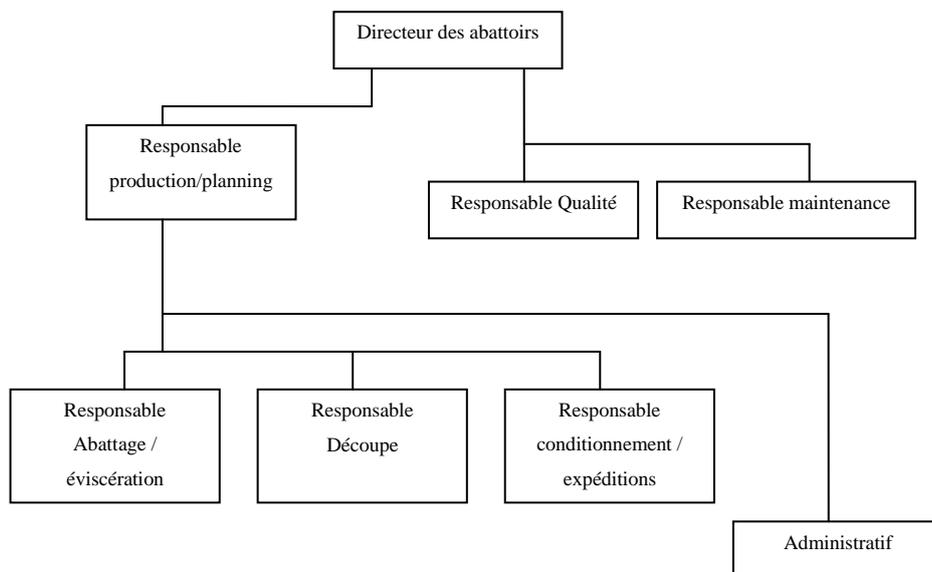 Directeur des abattoirs
Responsable
production/planning
Responsable Qualité
Responsable maintenance
Responsable
Abattage /
éviscération
Responsable
Découpe
Responsable
conditionnement /
expéditions
Administratif